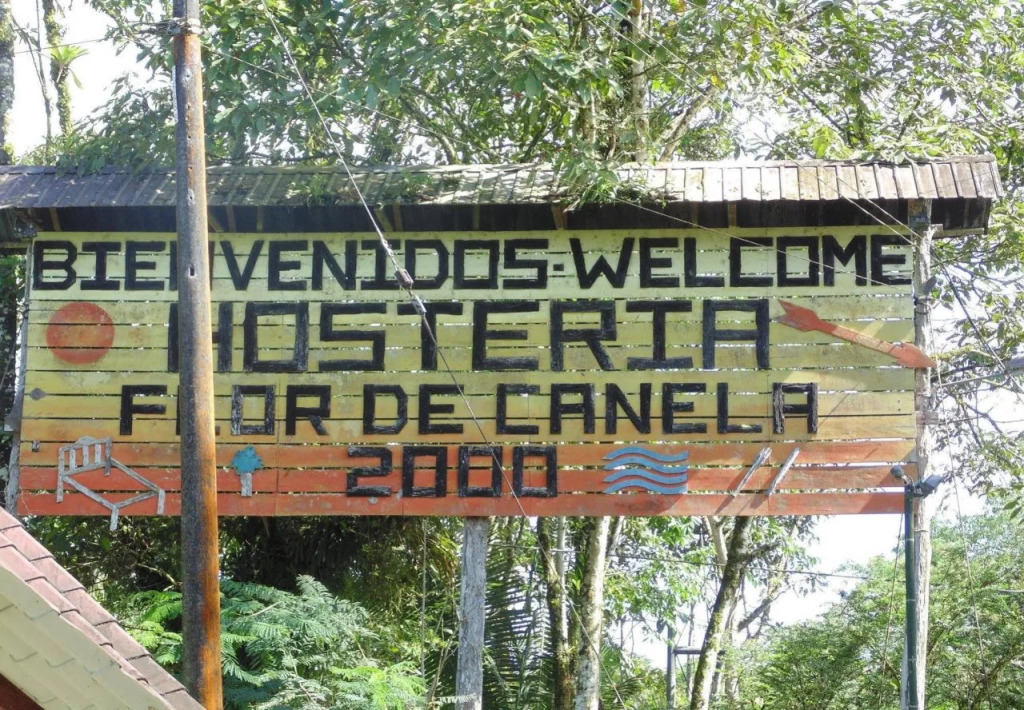 BIENVENIDOS-WELCOME
HOSTERIA
FLOR DE CANELA
2000